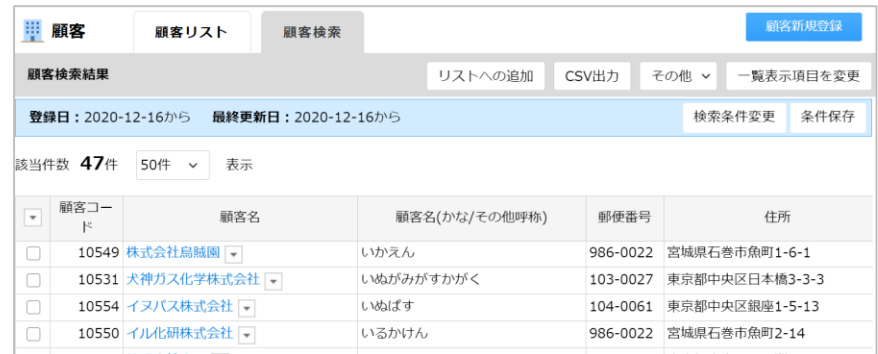 顧客 顧客リスト 顧客検索 顧客新規登録
顧客検索結果 リストへの追加 CSV出力 その他 一覧表示項目を変更
登録日：2020-12-16から 最終更新日：2020-12-16から 検索条件変更 条件保存
該当件数 47件 50件 表示
顧客コード 顧客名 顧客名(かな/その他呼称) 郵便番号 住所
10549 株式会社烏賊園 いかえん 986-0022 宮城県石巻市魚町1-6-1
10531 犬神ガス化学株式会社 いぬがみがすかがく 103-0027 東京都中央区日本橋3-3-3
10554 イヌバス株式会社 いぬばす 104-0061 東京都中央区銀座1-5-13
10550 イル化研株式会社 いるかけん 986-0022 宮城県石巻市魚町2-14